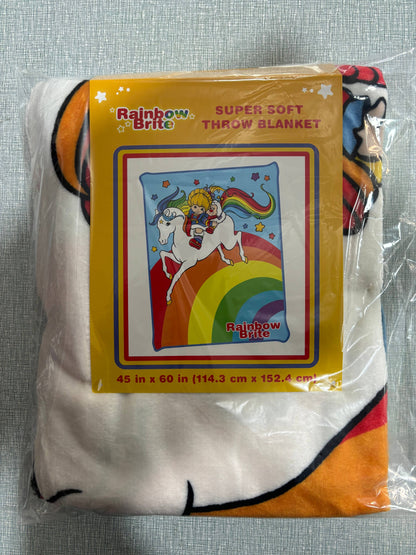 Rainbow
Brite
SUPER SOFT
THROW BLANKET
Rainbow
Brite
45 in x 60 in (114.3 cm x 152.4 cm)